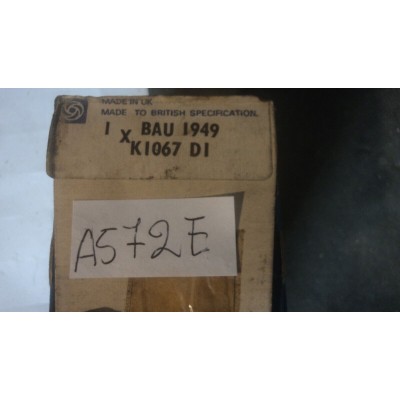 MADE IN UK
MADE TO BRITISH SPECIFICATION.
1 X BAU 1949
K1067 D1
A572E